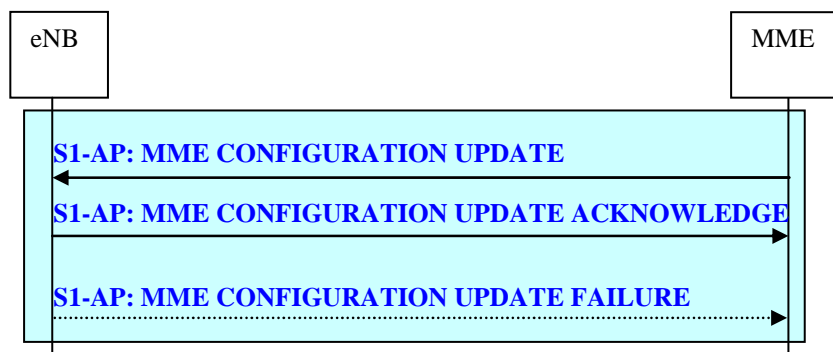 eNB
MME
S1-AP: MME CONFIGURATION UPDATE
S1-AP: MME CONFIGURATION UPDATE ACKNOWLEDGE
S1-AP: MME CONFIGURATION UPDATE FAILURE